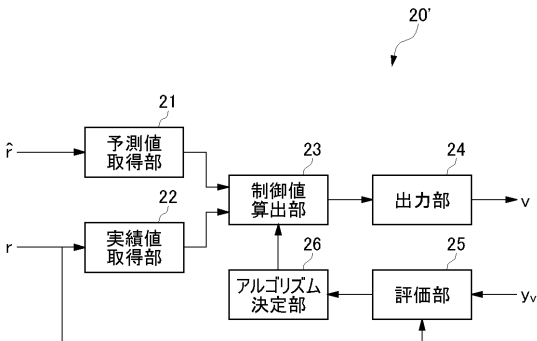 20'
21
予測値
取得部
r̂
22
実績値
取得部
r
23
制御値
算出部
24
出力部
v
26
アルゴリズム
決定部
25
評価部
yv